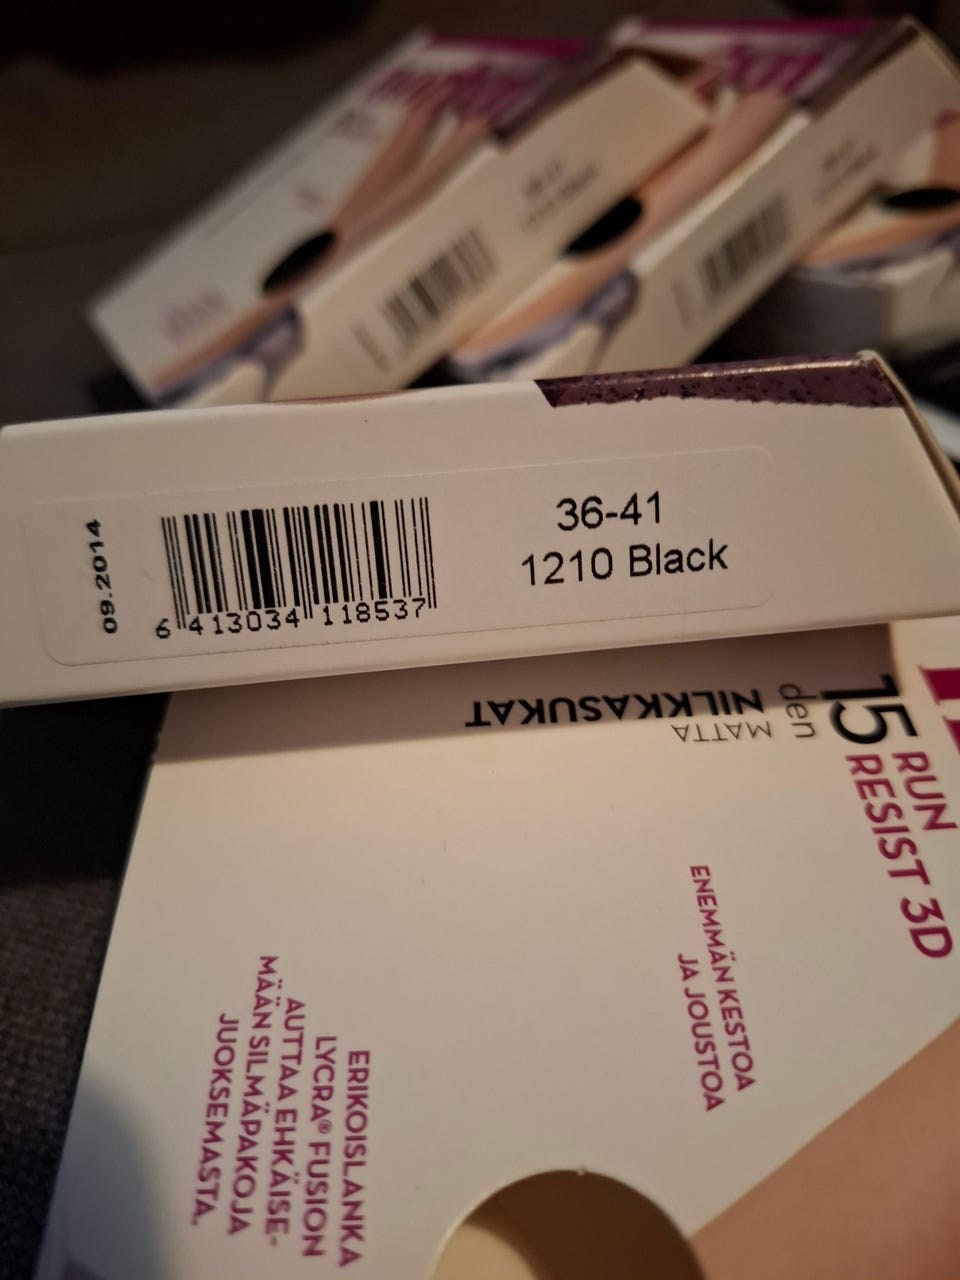 09.2014
6 413034 118537
36-41
1210 Black
15
den
RUN
RESIST 3D
MATTA
NILKKASUKAT
ENEMMÄN KESTOA
JA JOUSTOA
ERIKOISLANKA
LYCRA® FUSION
AUTTAA EHKÄISE-
MÄÄN SILMÄPAKOJA
JUOKSEMASTA.